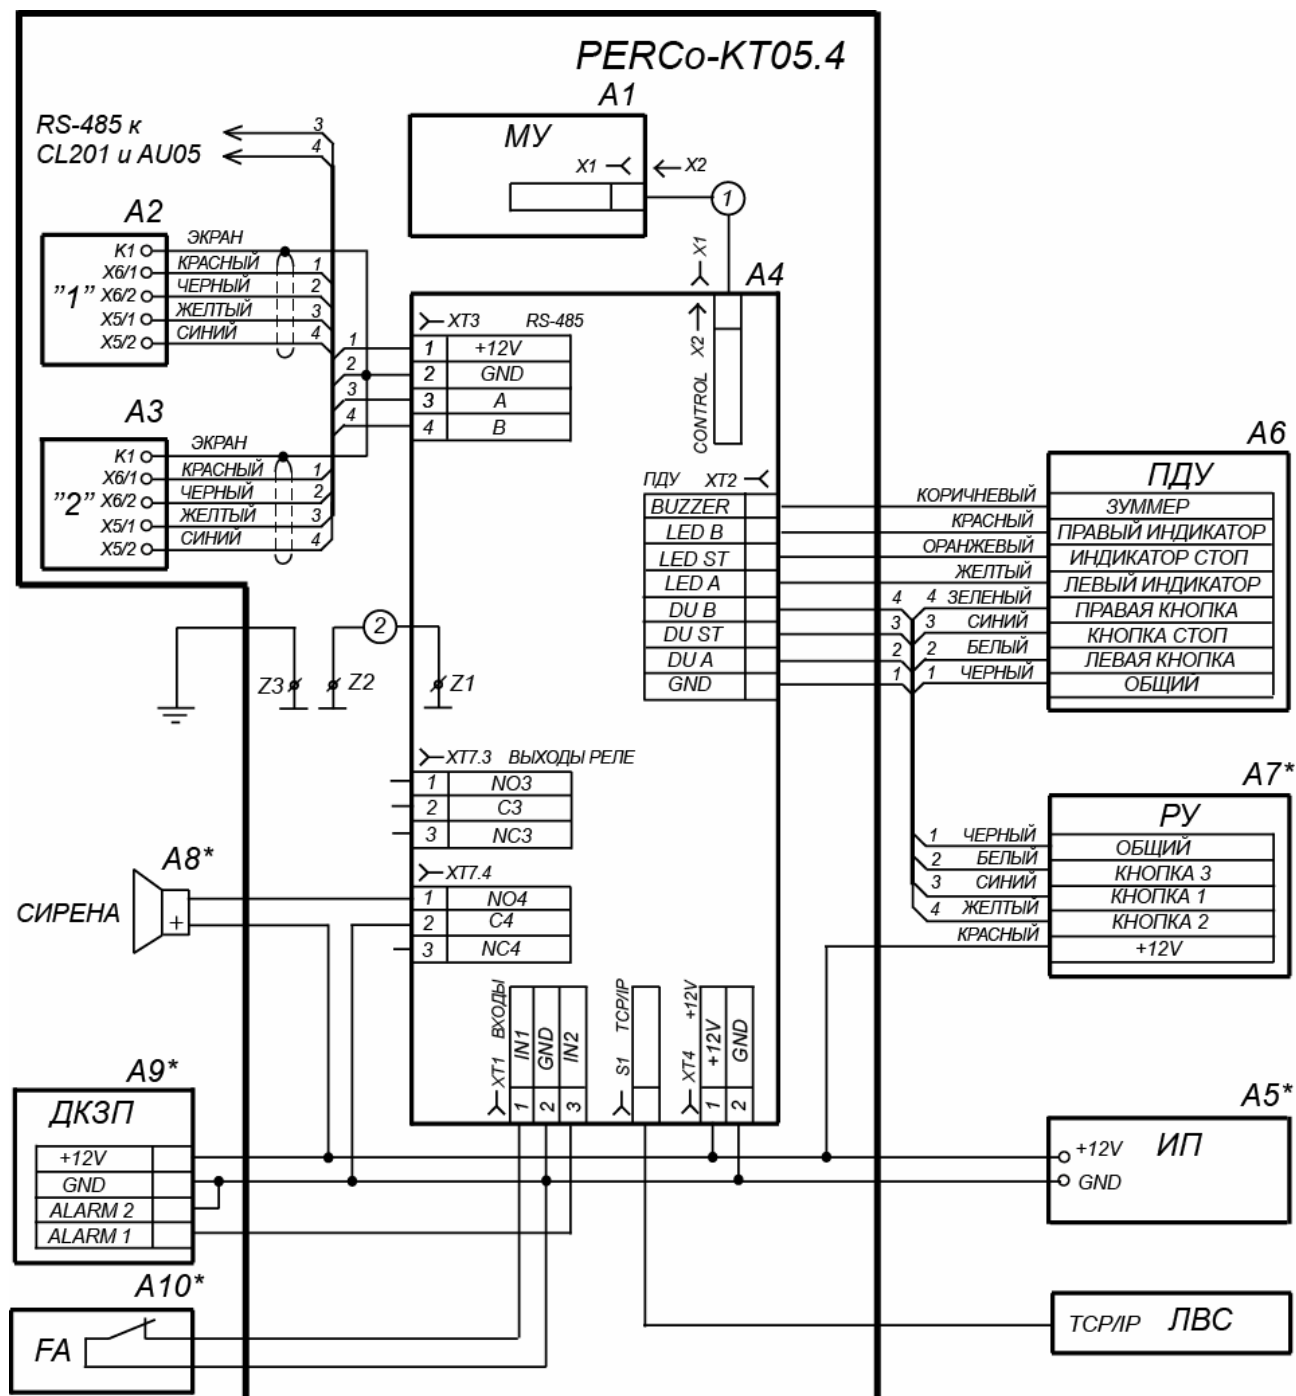 PERCo-KT05.4
A1
МУ
X1
X2
1
RS-485 к
CL201 и AU05
3
4
A2
"1"
K1
X6/1
X6/2
X5/1
X5/2
ЭКРАН
КРАСНЫЙ
ЧЕРНЫЙ
ЖЕЛТЫЙ
СИНИЙ
1
2
3
4
A3
"2"
K1
X6/1
X6/2
X5/1
X5/2
ЭКРАН
КРАСНЫЙ
ЧЕРНЫЙ
ЖЕЛТЫЙ
СИНИЙ
1
2
3
4
1
2
3
4
A4
X1
CONTROL X2
XT3 RS-485
1 +12V
2 GND
3 A
4 B
ПДУ XT2
BUZZER
LED B
LED ST
LED A
DU B
DU ST
DU A
GND
4
3
2
1
A6
ПДУ
КОРИЧНЕВЫЙ ЗУММЕР
КРАСНЫЙ ПРАВЫЙ ИНДИКАТОР
ОРАНЖЕВЫЙ ИНДИКАТОР СТОП
ЖЕЛТЫЙ ЛЕВЫЙ ИНДИКАТОР
4 ЗЕЛЕНЫЙ ПРАВАЯ КНОПКА
3 СИНИЙ КНОПКА СТОП
2 БЕЛЫЙ ЛЕВАЯ КНОПКА
1 ЧЕРНЫЙ ОБЩИЙ
2
Z3
Z2
Z1
XT7.3 ВЫХОДЫ РЕЛЕ
1 NO3
2 C3
3 NC3
XT7.4
1 NO4
2 C4
3 NC4
A7*
РУ
1 ЧЕРНЫЙ ОБЩИЙ
2 БЕЛЫЙ КНОПКА 3
3 СИНИЙ КНОПКА 1
4 ЖЕЛТЫЙ КНОПКА 2
КРАСНЫЙ +12V
A8*
СИРЕНА
+
XT1 ВХОДЫ
1 IN1
2 GND
3 IN2
S1 TCP/IP
XT4 +12V
1 +12V
2 GND
A9*
ДКЗП
+12V
GND
ALARM 2
ALARM 1
A5*
ИП
+12V
GND
A10*
FA
TCP/IP ЛВС